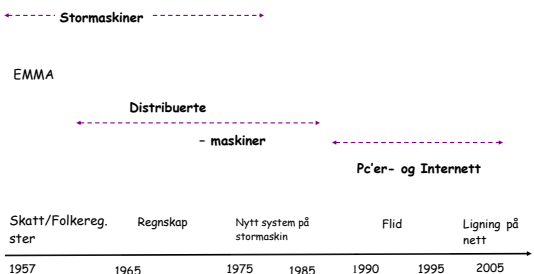 Stormaskiner
EMMA
Distribuerte
- maskiner
Pc'er- og Internett
Skatt/Folkereg.
ster
Regnskap
Nytt system på
stormaskin
Flid
Ligning på
nett
1957
1965
1975
1985
1990
1995
2005